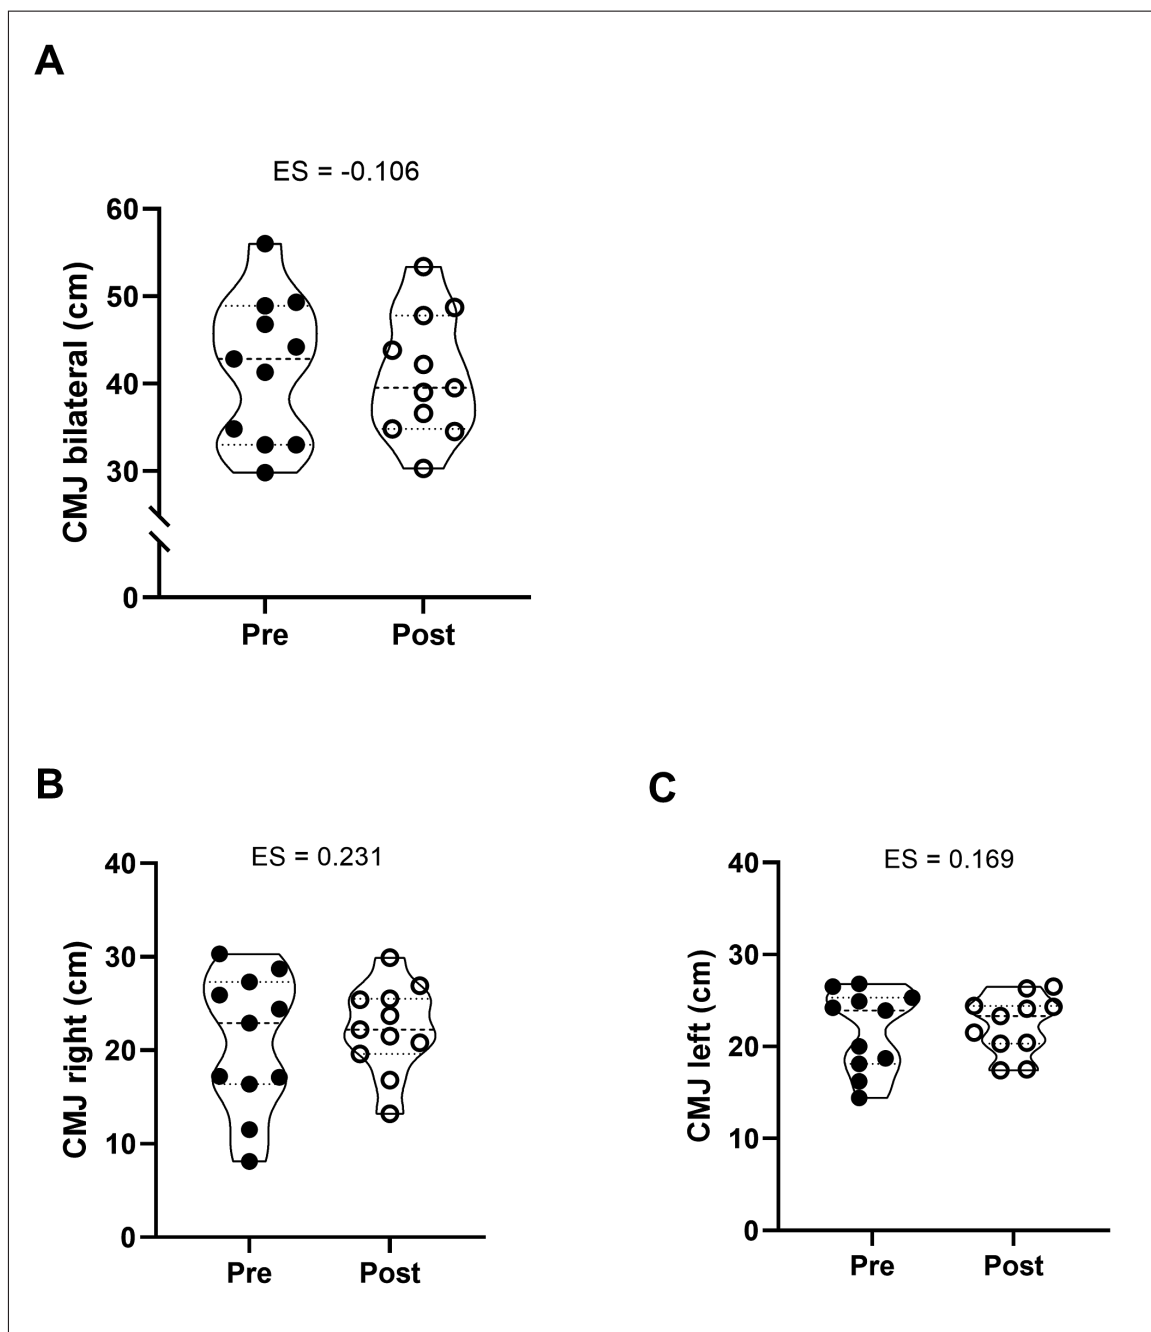 A
ES = -0.106
60
50
40
30
0
CMJ bilateral (cm)
Pre Post
B
ES = 0.231
40
30
20
10
0
CMJ right (cm)
Pre Post
C
ES = 0.169
40
30
20
10
0
CMJ left (cm)
Pre Post